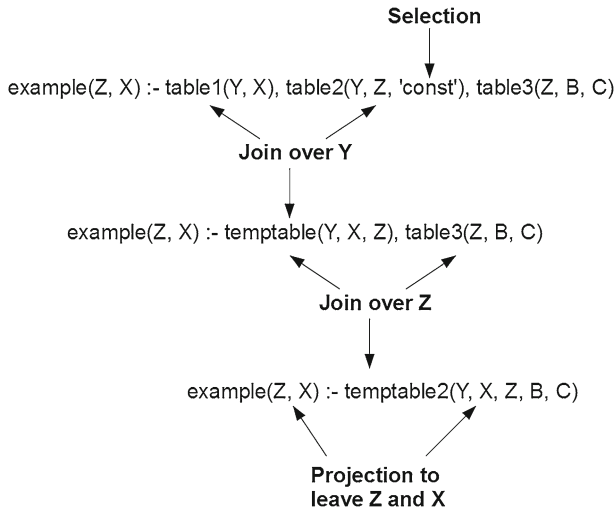 Selection
example(Z, X) :- table1(Y, X), table2(Y, Z, 'const'), table3(Z, B, C)
Join over Y
example(Z, X) :- temptable(Y, X, Z), table3(Z, B, C)
Join over Z
example(Z, X) :- temptable2(Y, X, Z, B, C)
Projection to
leave Z and X